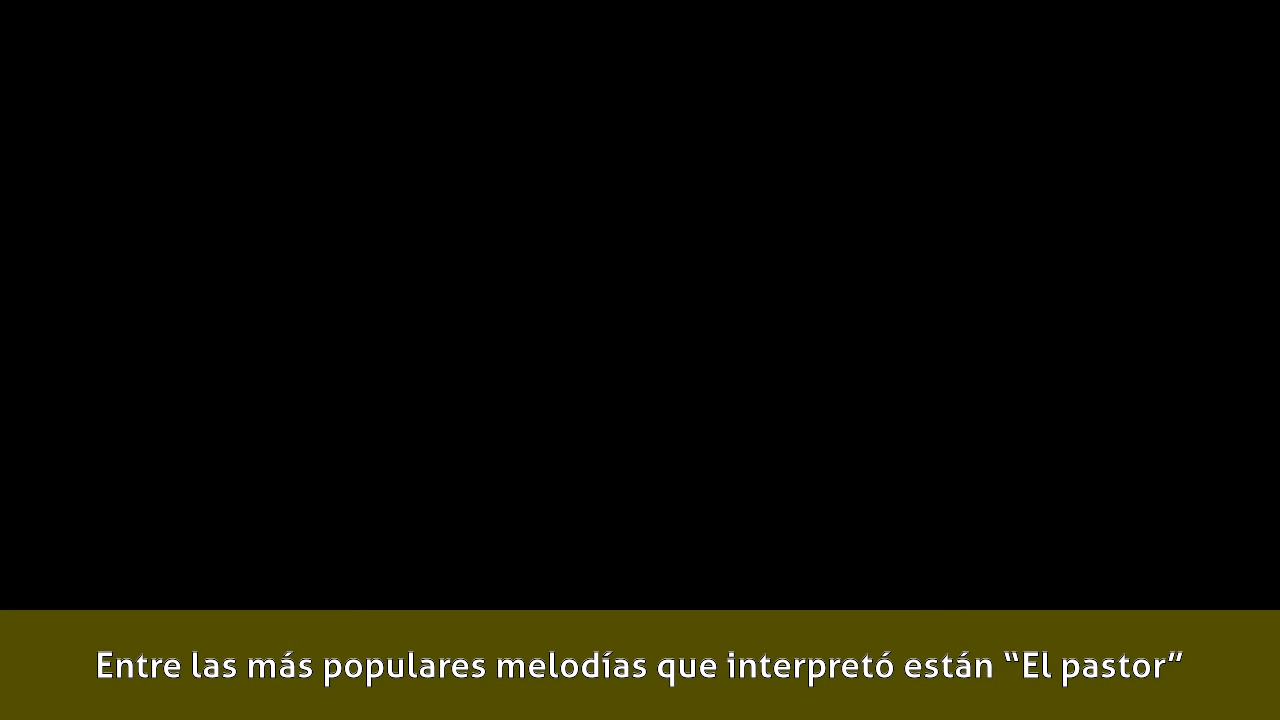 Entre las más populares melodías que interpretó están “El pastor”